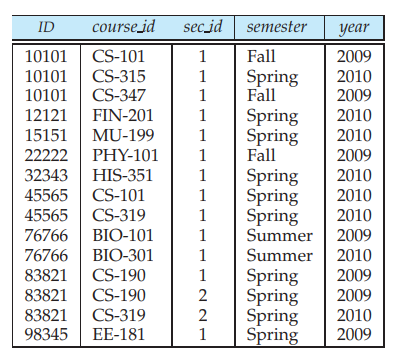 ID course_id sec_id semester year
10101 CS-101 1 Fall 2009
10101 CS-315 1 Spring 2010
10101 CS-347 1 Fall 2009
12121 FIN-201 1 Spring 2010
15151 MU-199 1 Spring 2010
22222 PHY-101 1 Fall 2009
32343 HIS-351 1 Spring 2010
45565 CS-101 1 Spring 2010
45565 CS-319 1 Spring 2010
76766 BIO-101 1 Summer 2009
76766 BIO-301 1 Summer 2010
83821 CS-190 1 Spring 2009
83821 CS-190 2 Spring 2009
83821 CS-319 2 Spring 2010
98345 EE-181 1 Spring 2009